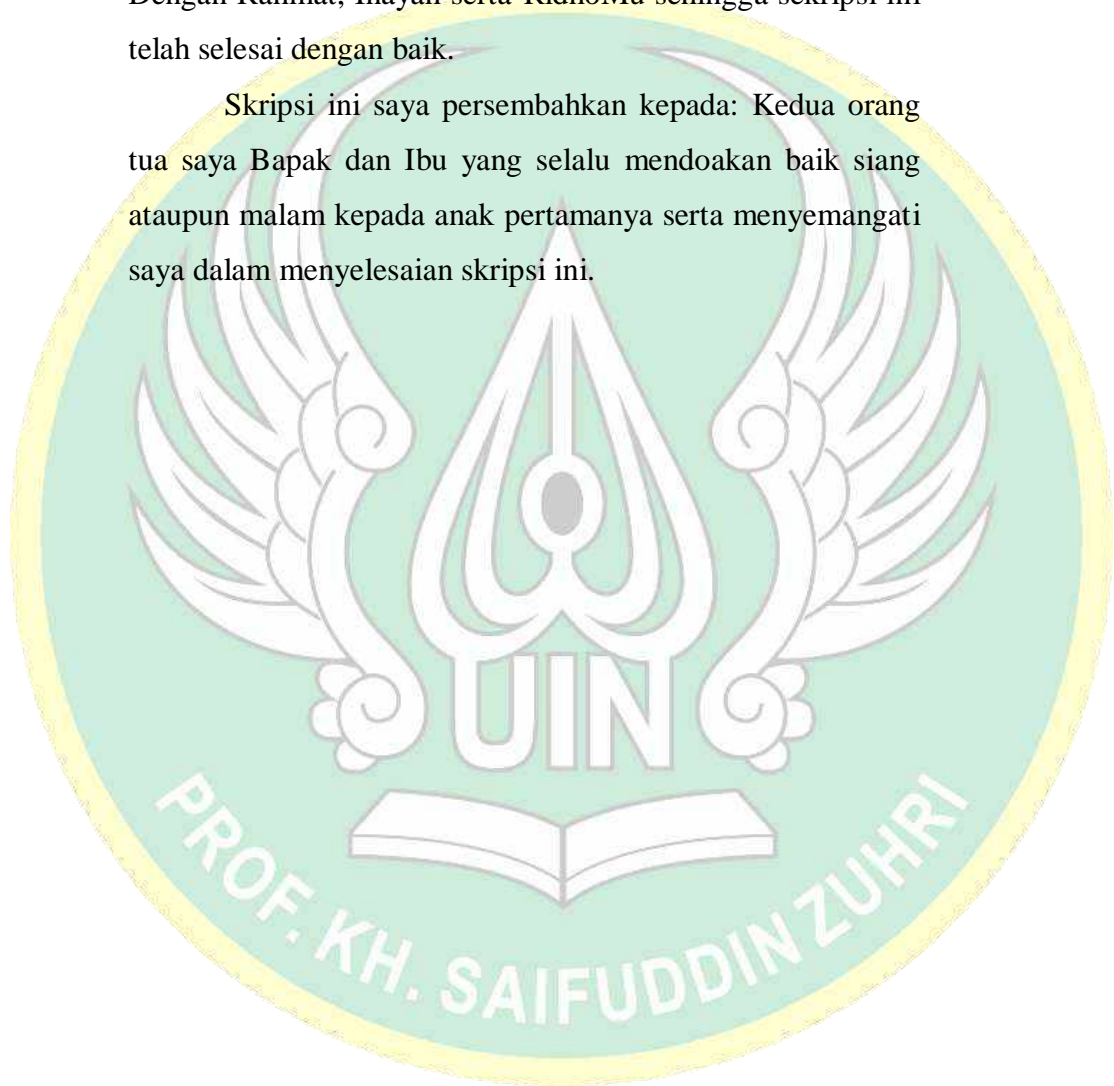 Dengan Rahmat, Inayah serta RidhoMu sehingga sekripsi ini
telah selesai dengan baik.
Skripsi ini saya persembahkan kepada: Kedua orang
tua saya Bapak dan Ibu yang selalu mendoakan baik siang
ataupun malam kepada anak pertamanya serta menyemangati
saya dalam menyelesaian skripsi ini.
UIN
PROF. KH. SAIFUDDIN ZUHRI